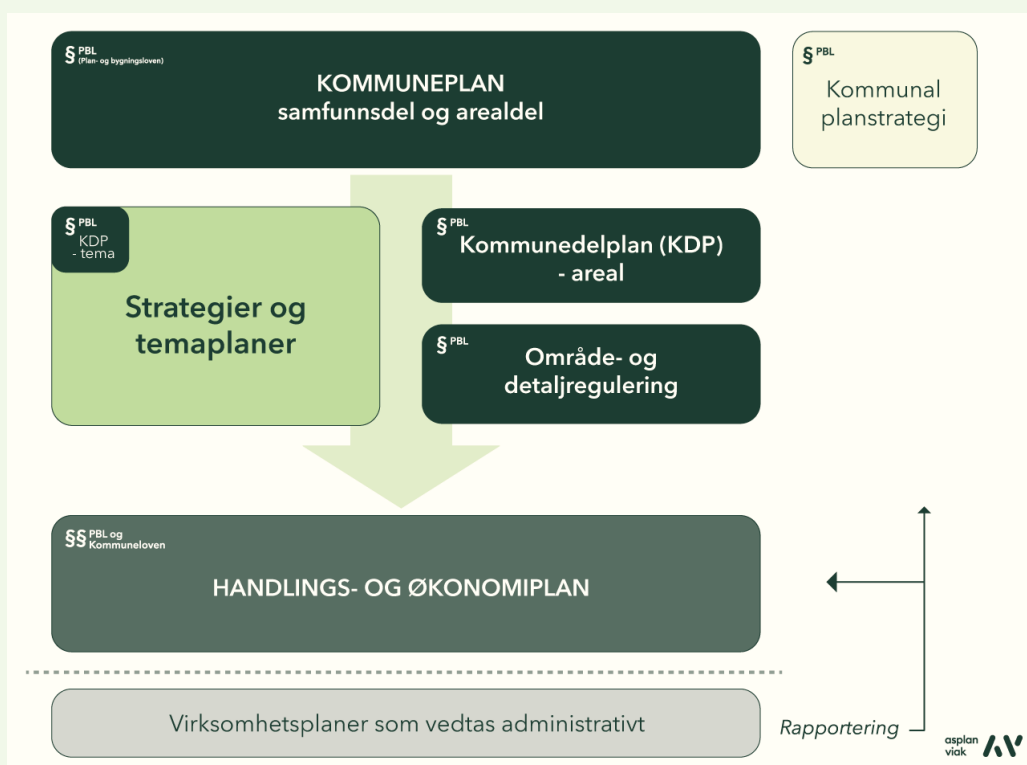 § PBL
(Plan- og bygningsloven)
KOMMUNEPLAN
samfunnsdel og arealdel
§ PBL
Kommunal
planstrategi
§ PBL
KDP
- tema
Strategier og
temaplaner
§ PBL
Kommunedelplan (KDP)
- areal
§ PBL
Område- og
detaljregulering
§§ PBL og
Kommuneloven
HANDLINGS- OG ØKONOMIPLAN
Virksomhetsplaner som vedtas administrativt
Rapportering
asplan
viak